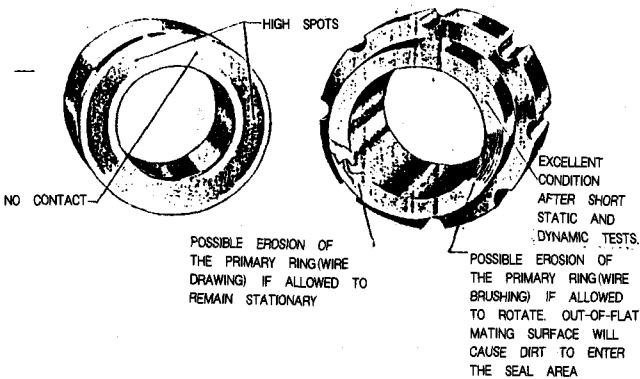 HIGH SPOTS
NO CONTACT
EXCELLENT
CONDITION
AFTER SHORT
STATIC AND
DYNAMIC TESTS.
POSSIBLE EROSION OF
THE PRIMARY RING(WIRE
DRAWING) IF ALLOWED TO
REMAIN STATIONARY
POSSIBLE EROSION OF
THE PRIMARY RING(WIRE
BRUSHING) IF ALLOWED
TO ROTATE. OUT-OF-FLAT
MATING SURFACE WILL
CAUSE DIRT TO ENTER
THE SEAL AREA